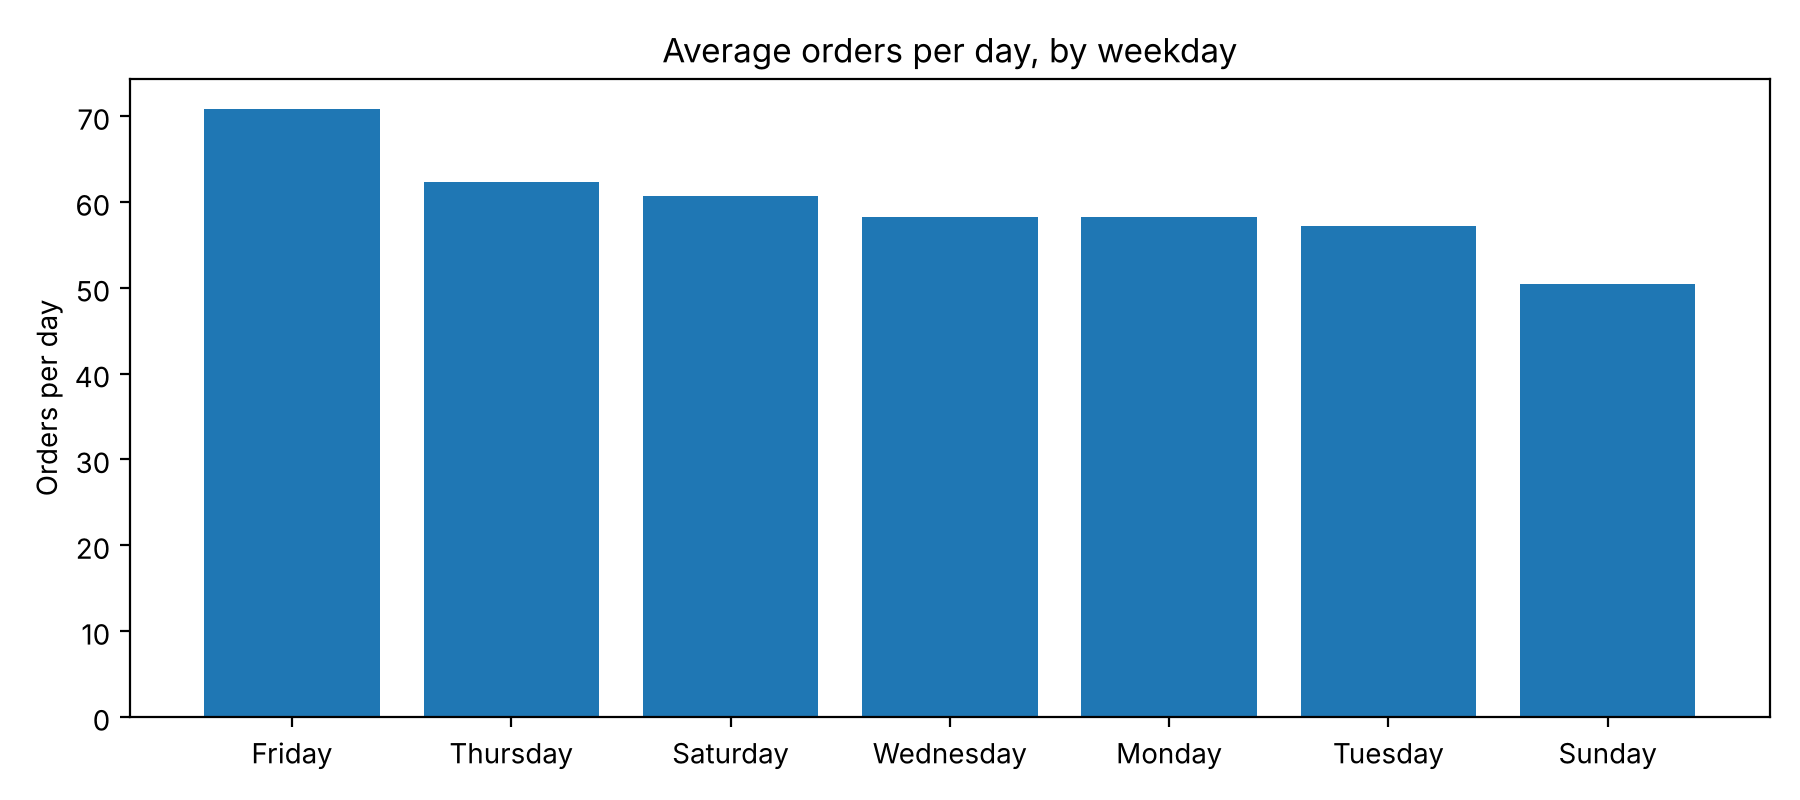 Average orders per day, by weekday
Orders per day
70
60
50
40
30
20
10
0
Friday Thursday Saturday Wednesday Monday Tuesday Sunday